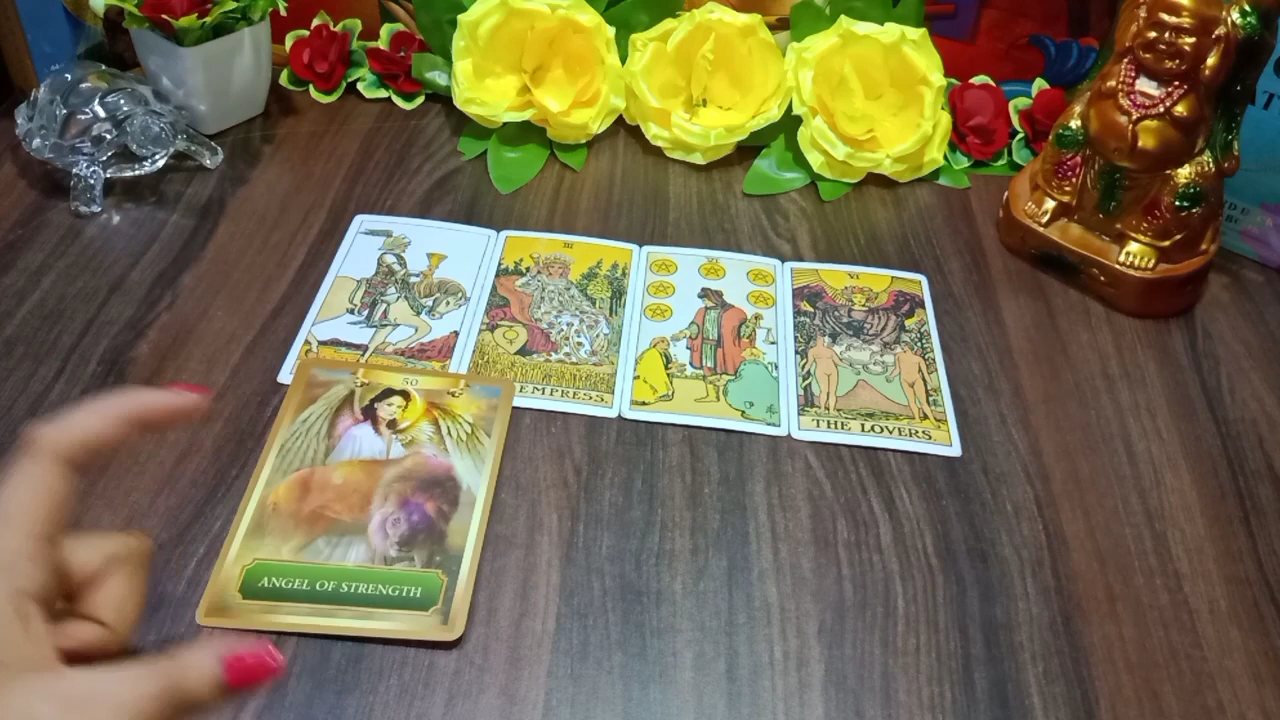 III
EMPRESS.
VI
VI
THE LOVERS.
50
ANGEL OF STRENGTH